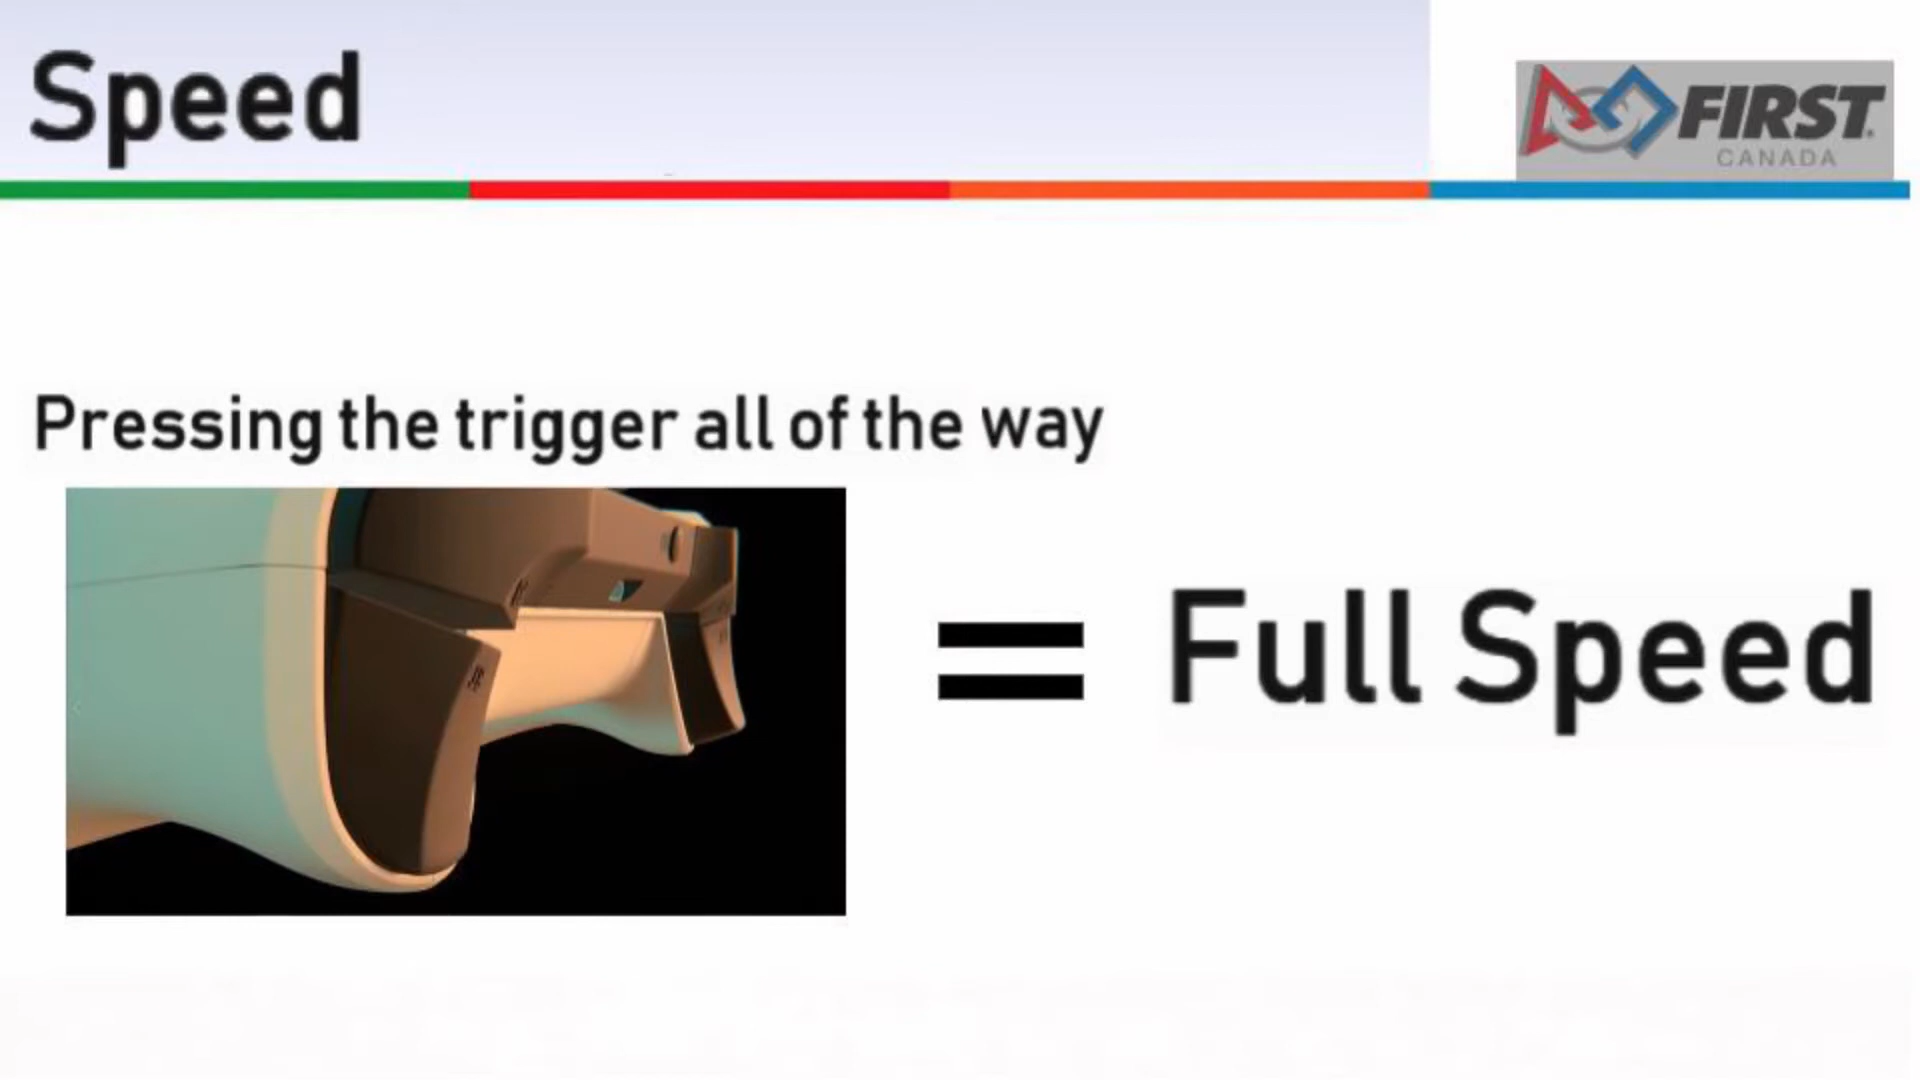 Speed
FIRST
CANADA
Pressing the trigger all of the way
= Full Speed